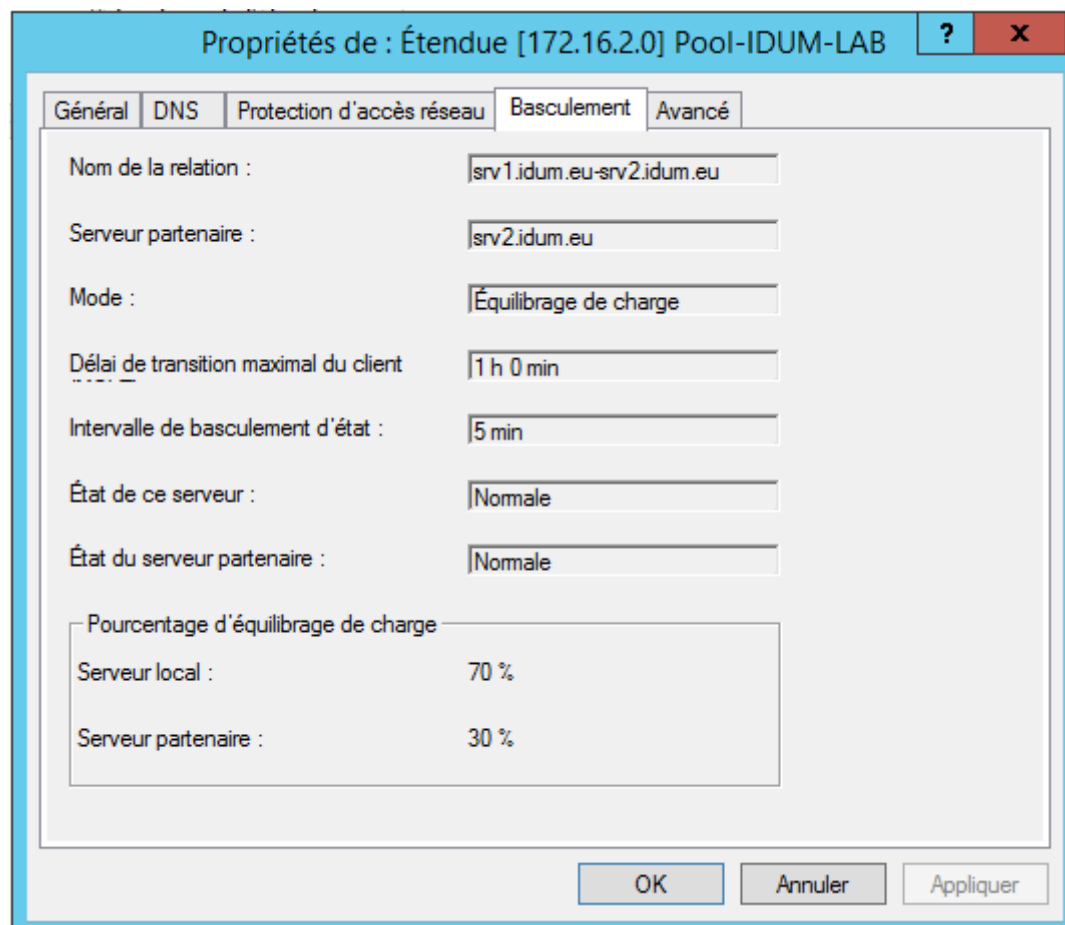 Propriétés de : Étendue [172.16.2.0] Pool-IDUM-LAB ? x
Général DNS Protection d'accès réseau Basculement Avancé
Nom de la relation : srv1.idum.eu-srv2.idum.eu
Serveur partenaire : srv2.idum.eu
Mode : Équilibrage de charge
Délai de transition maximal du client 1 h 0 min
Intervalle de basculement d'état : 5 min
État de ce serveur : Normale
État du serveur partenaire : Normale
Pourcentage d'équilibrage de charge
Serveur local : 70 %
Serveur partenaire : 30 %
OK Annuler Appliquer